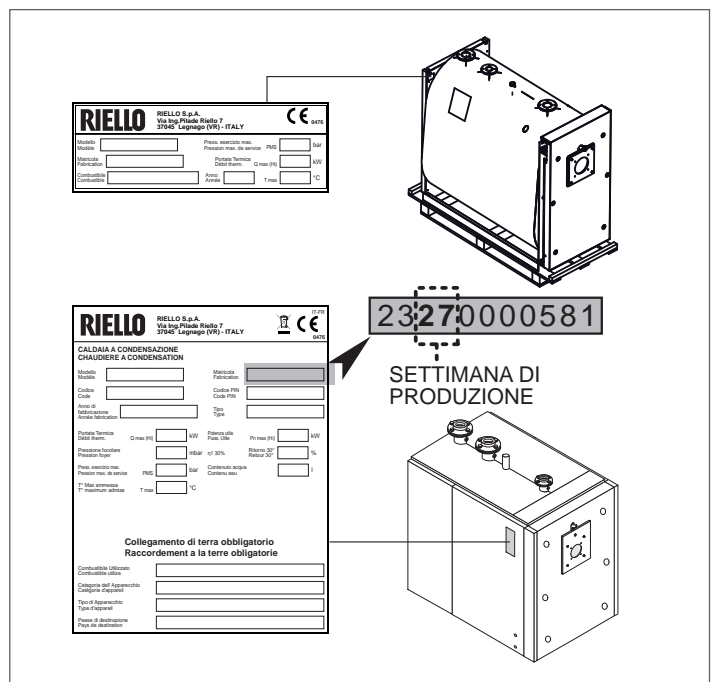 RIELLO
RIELLO S.p.A.
Via Ing.Pilade Riello 7
37045 Legnago (VR) - ITALY
CE 0476
Modello
Modèle
Press. esercizio max.
Pression max. de service PMS bar
Matricola
Fabrication
Portata Termica
Débit therm. Q max (Hi) kW
Combustibile
Combustible
Anno
Année
T max °C
RIELLO
RIELLO S.p.A.
Via Ing.Pilade Riello 7
37045 Legnago (VR) - ITALY
IT-FR
CE
0476
CALDAIA A CONDENSAZIONE
CHAUDIERE A CONDENSATION
Modello
Modèle
Matricola
Fabrication
Codice
Code
Codice PIN
Code PIN
Anno di
fabbricazione
Année fabrication
Tipo
Type
Portata Termica
Débit therm. Q max (Hi) kW
Potenza utile
Puiss. Utile Pn max (Hi) kW
Pressione focolare
Pression foyer mbar
η1 30%
Ritorno 30°
Retour 30° %
Press. esercizio max.
Pression max. de service PMS bar
Contenuto acqua
Contenu eau l
T° Max ammessa
T° maximum admise T max °C
Collegamento di terra obbligatorio
Raccordement a la terre obligatorie
Combustibile Utilizzato
Combustible utilize
Categoria dell' Apparecchio
Catégorie d'appareil
Tipo di Apparecchio
Type d'appareil
Paese di destinazione
Pays de destination
23270000581
SETTIMANA DI
PRODUZIONE